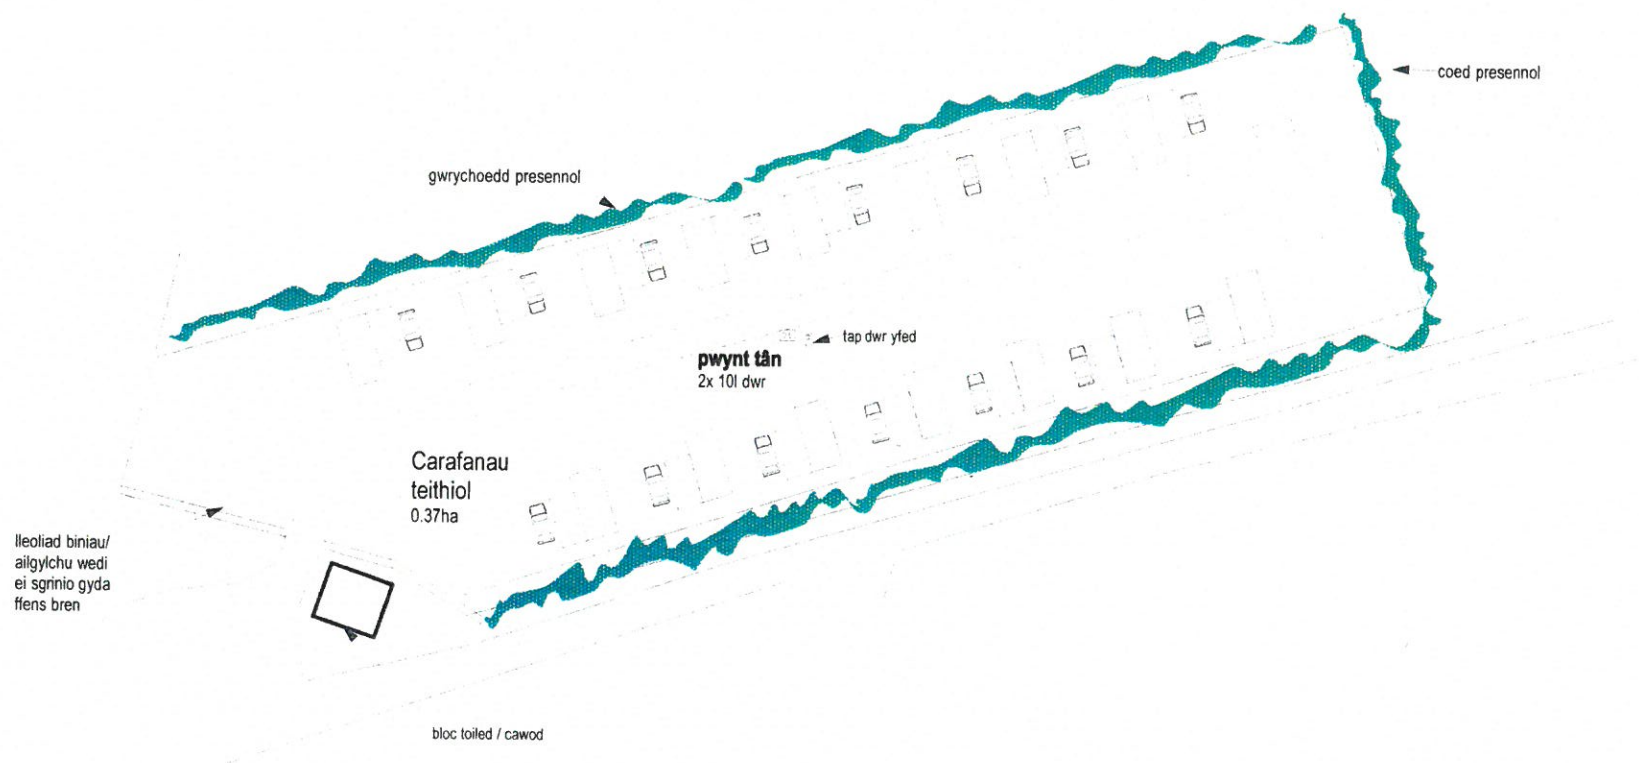 coed presennol
gwrychoedd presennol
tap dwr yfed
pwynt tân
2x 10l dwr
Carafanau
teithiol
0.37ha
lleoliad biniau/
ailgylchu wedi
ei sgrinio gyda
ffens bren
bloc toiled / cawod